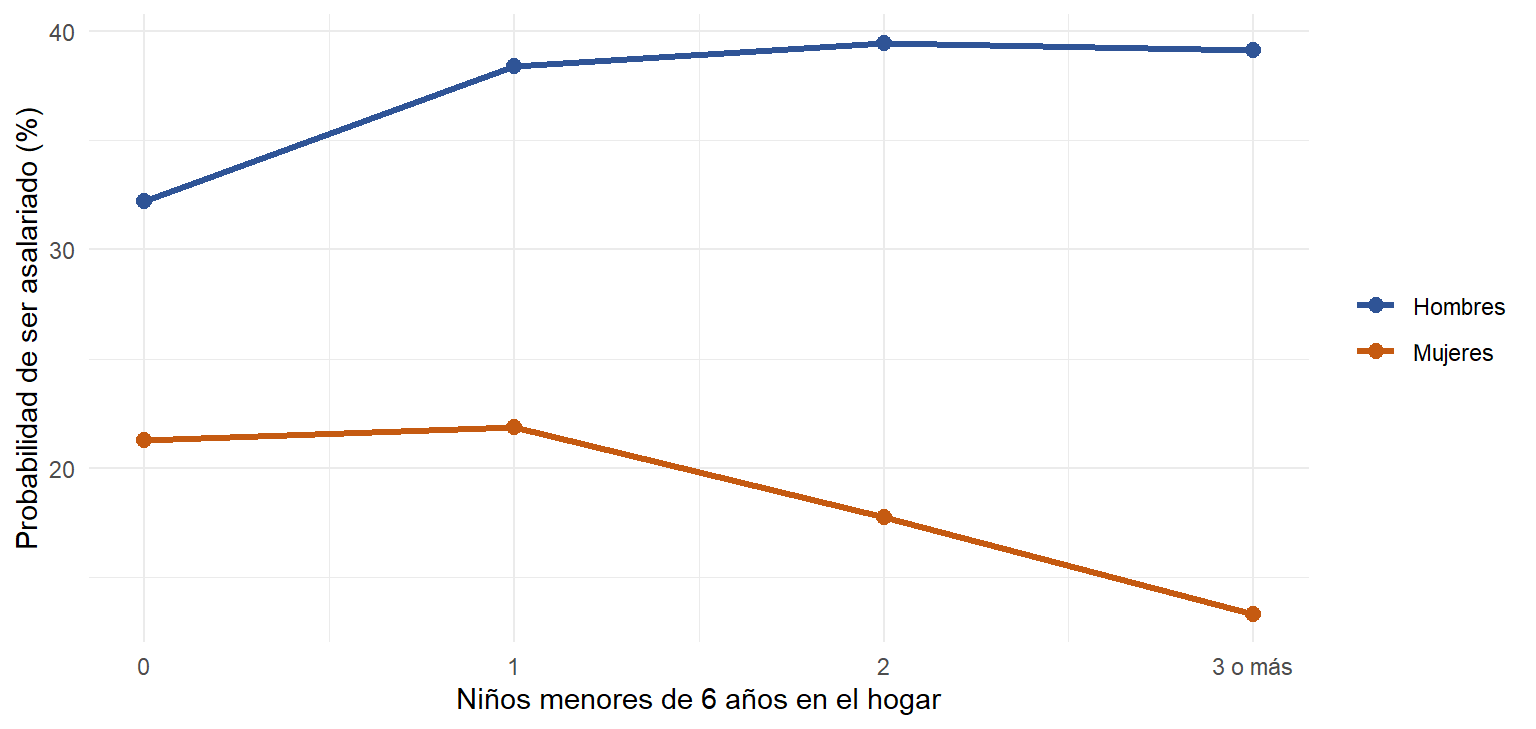 Probabilidad de ser asalariado (%)
40
30
20
0
1
2
3 o más
Niños menores de 6 años en el hogar
Hombres
Mujeres